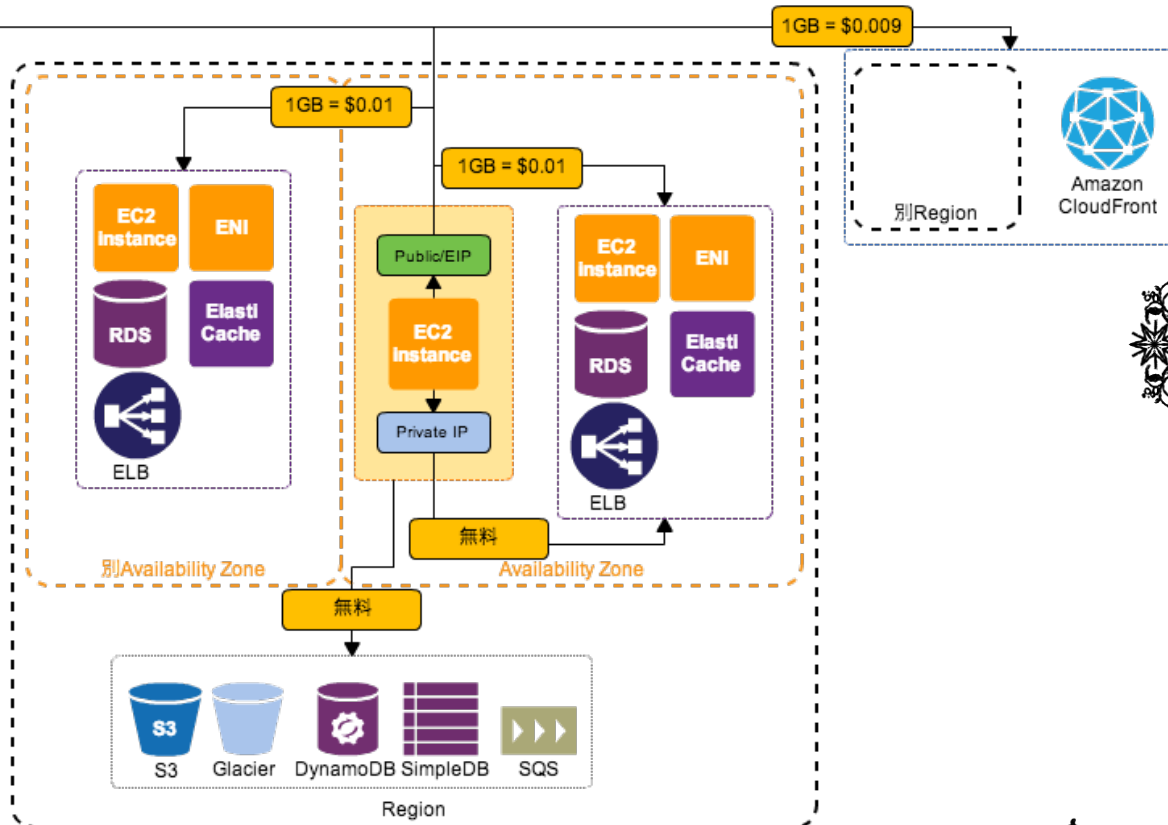 1GB = $0.009
1GB = $0.01
1GB = $0.01
EC2
Instance
ENI
RDS
Elasti
Cache
ELB
Public/EIP
EC2
Instance
Private IP
EC2
Instance
ENI
RDS
Elasti
Cache
ELB
別Region
Amazon
CloudFront
無料
別Availability Zone
Availability Zone
無料
S3
S3
Glacier
DynamoDB
SimpleDB
SQS
Region